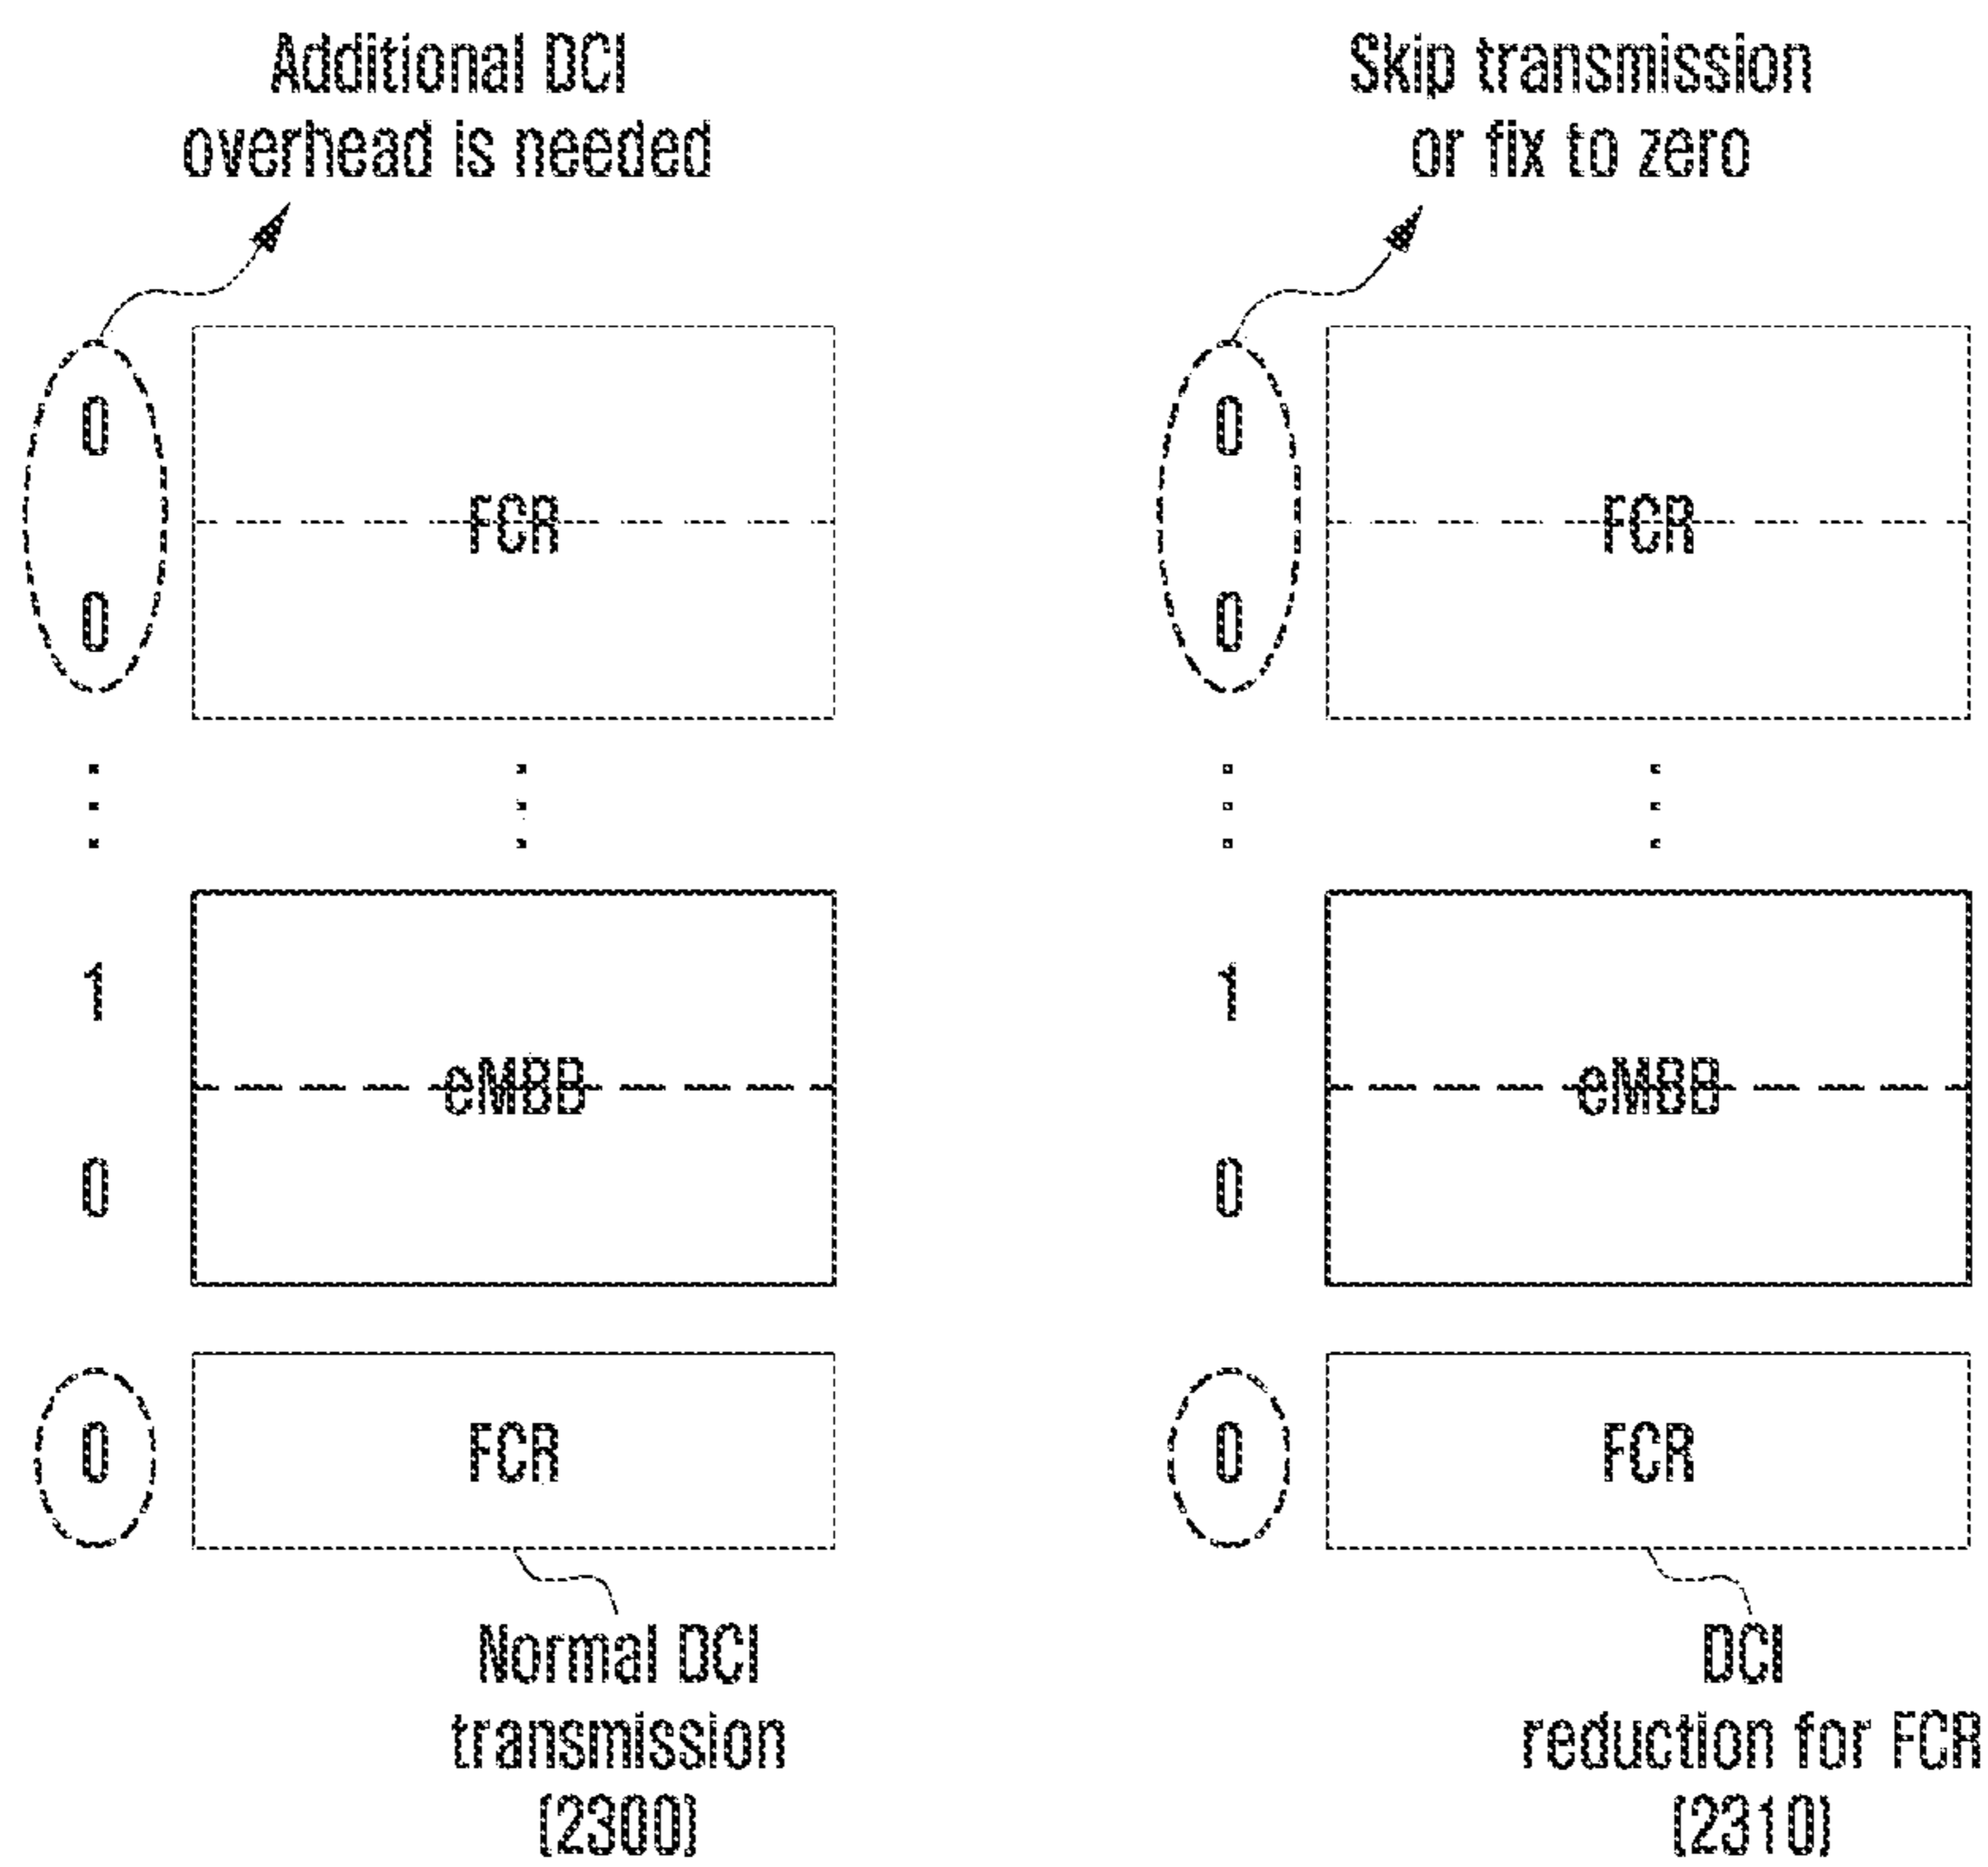 Additional DCI
overhead is needed
0
FCR
0
1
eMBB
0
0
FCR
Normal DCI
transmission
(2300)
Skip transmission
or fix to zero
0
FCR
0
1
eMBB
0
0
FCR
DCI
reduction for FCR
(2310)